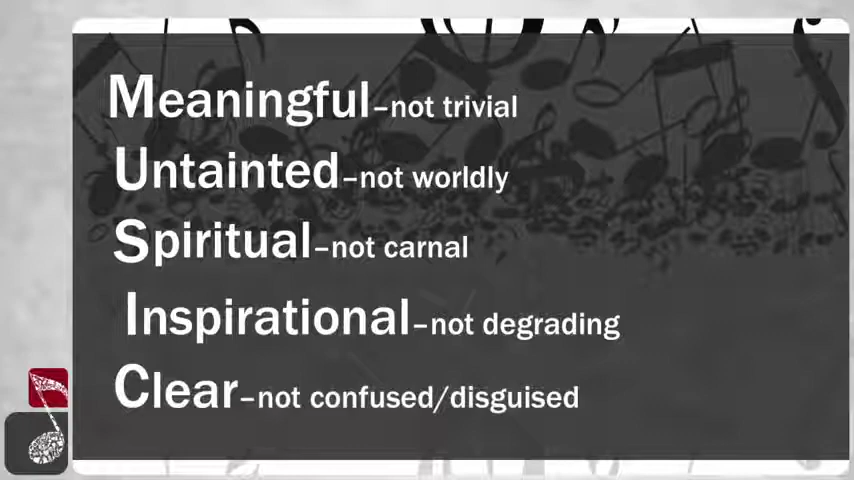 Meaningful–not trivial
Untainted–not worldly
Spiritual–not carnal
Inspirational–not degrading
Clear–not confused/disguised